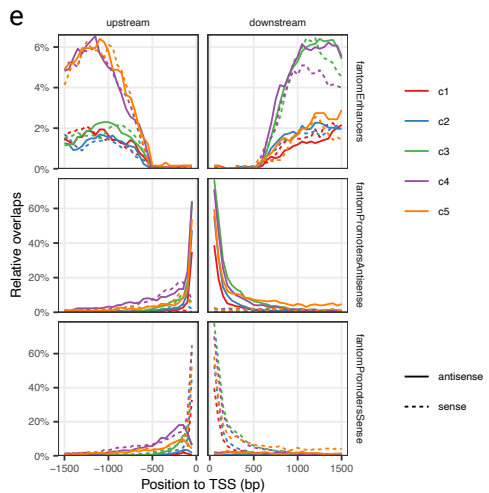 e
upstream
downstream
6%
4%
2%
0%
fantomEnhancers
60%
40%
20%
0%
fantomPromotersAntisense
60%
40%
20%
0%
fantomPromotersSense
Relative overlaps
−1500
−1000
−500
0
0
500
1000
1500
Position to TSS (bp)
c1
c2
c3
c4
c5
antisense
sense